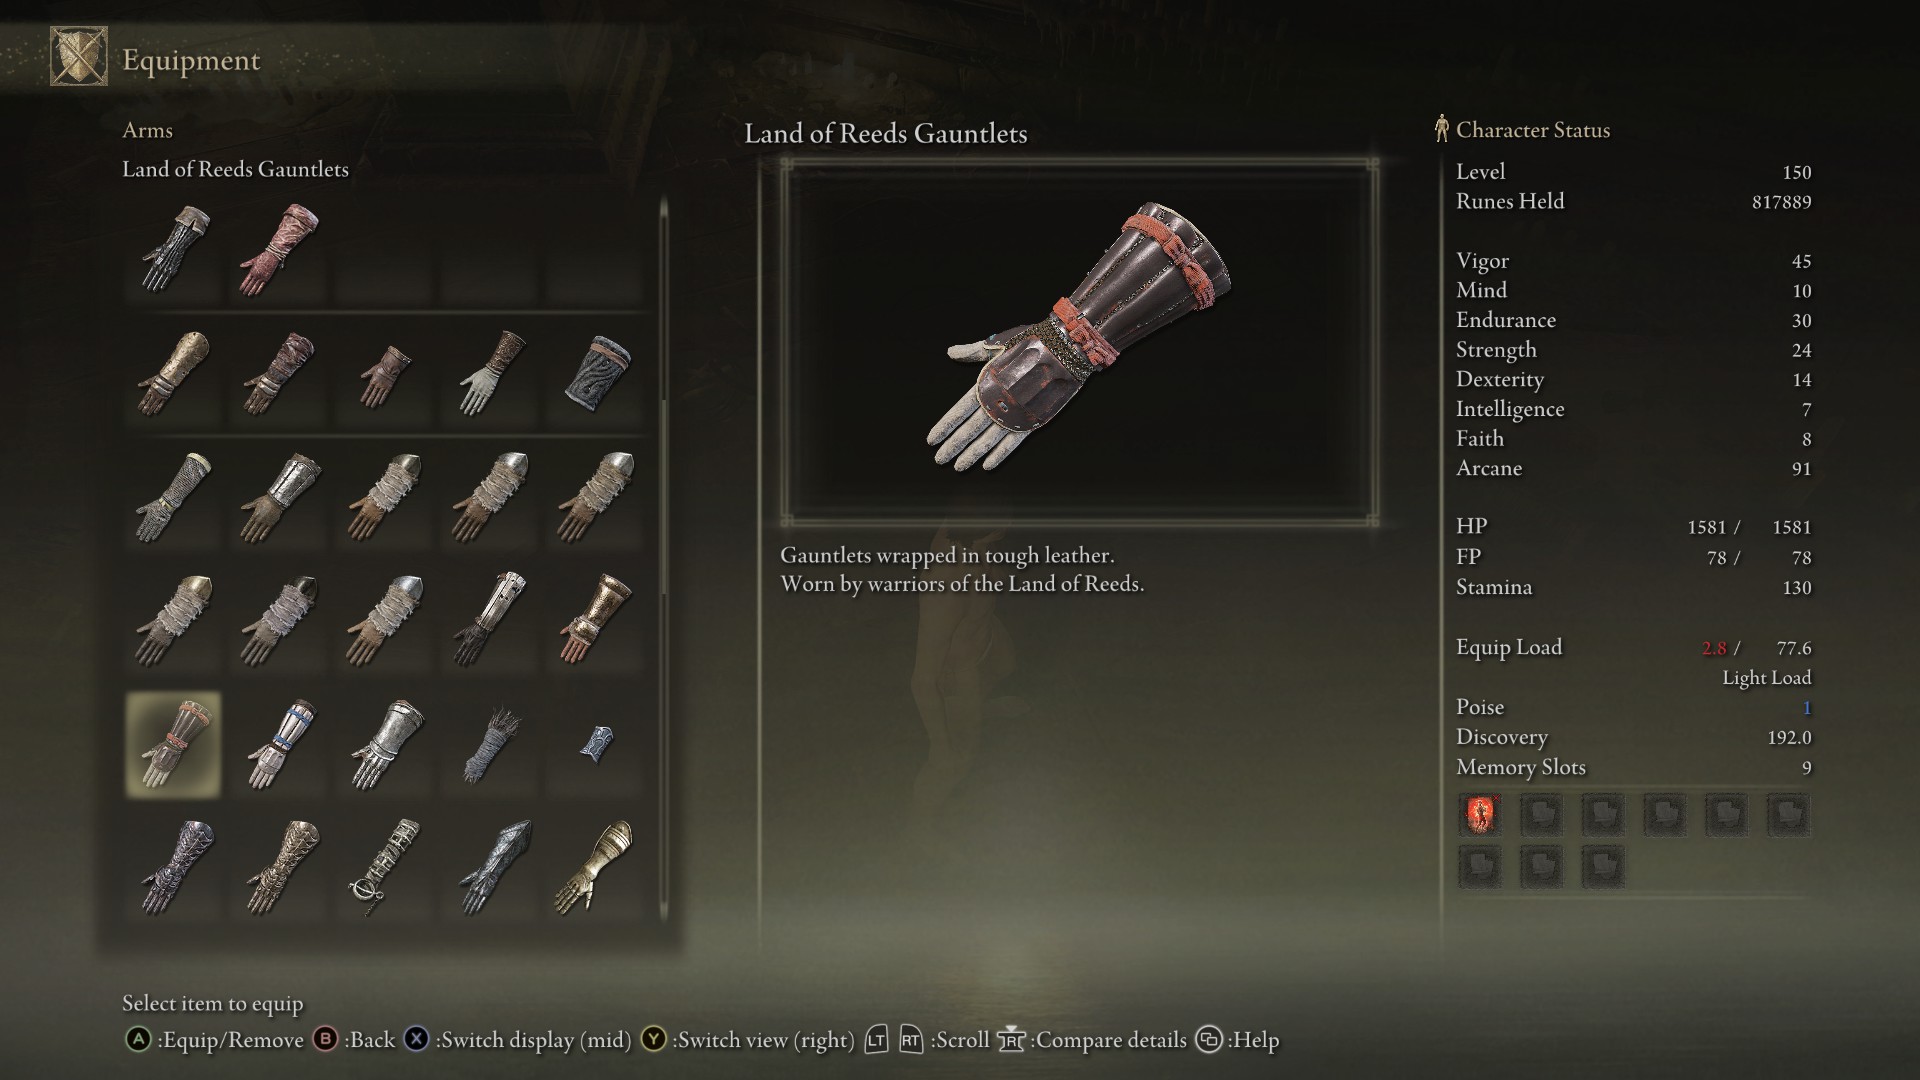 Equipment
Arms
Land of Reeds Gauntlets
Land of Reeds Gauntlets
Gauntlets wrapped in tough leather.
Worn by warriors of the Land of Reeds.
Character Status
Level 150
Runes Held 817889
Vigor 45
Mind 10
Endurance 30
Strength 24
Dexterity 14
Intelligence 7
Faith 8
Arcane 91
HP 1581 / 1581
FP 78 / 78
Stamina 130
Equip Load 2.8 / 77.6
Light Load
Poise 1
Discovery 192.0
Memory Slots 9
Select item to equip
A :Equip/Remove B :Back X :Switch display (mid) Y :Switch view (right) LT RT :Scroll R :Compare details :Help